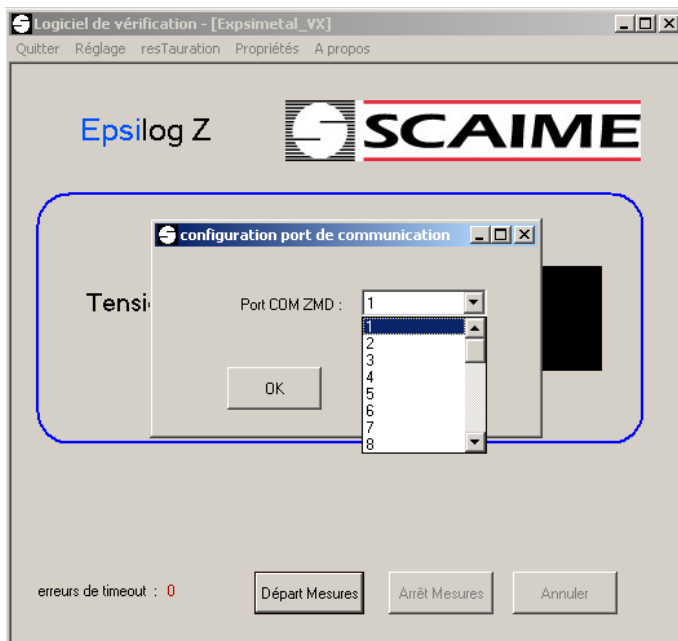 Logiciel de vérification - [Expsimetal_VX]
Quitter Réglage resTauration Propriétés A propos
Epsilog Z
SCAIME
configuration port de communication
Tensi
Port COM ZMD : 1
1
2
3
4
5
6
7
8
OK
erreurs de timeout : 0
Départ Mesures
Arrêt Mesures
Annuler